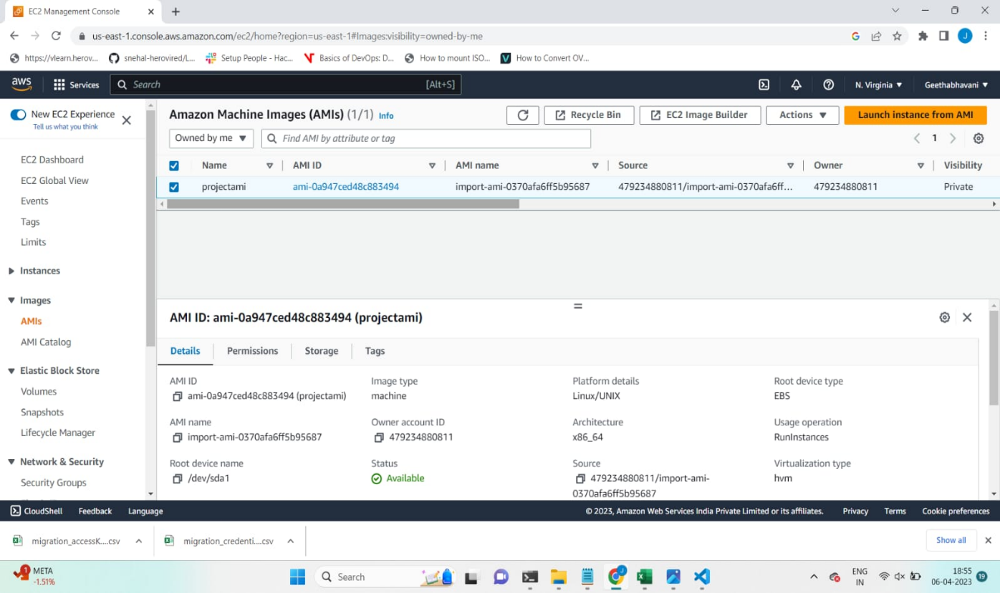 EC2 Management Console
us-east-1.console.aws.amazon.com/ec2/home?region=us-east-1#Images:visibility=owned-by-me
https://vlearn.herov... snehal-herovired/L... Setup People - Hac... Basics of DevOps: D... How to mount ISO... How to Convert OV...
aws Services Search [Alt+S] N. Virginia Geethabhavani
New EC2 Experience
Tell us what you think
EC2 Dashboard
EC2 Global View
Events
Tags
Limits
Instances
Images
AMIs
AMI Catalog
Elastic Block Store
Volumes
Snapshots
Lifecycle Manager
Network & Security
Security Groups
Amazon Machine Images (AMIs) (1/1) Info Recycle Bin EC2 Image Builder Actions Launch instance from AMI
Owned by me Find AMI by attribute or tag 1
Name AMI ID AMI name Source Owner Visibility
projectami ami-0a947ced48c883494 import-ami-0370afa6ff5b95687 479234880811/import-ami-0370afa6ff... 479234880811 Private
AMI ID: ami-0a947ced48c883494 (projectami)
Details Permissions Storage Tags
AMI ID Image type Platform details Root device type
ami-0a947ced48c883494 (projectami) machine Linux/UNIX EBS
AMI name Owner account ID Architecture Usage operation
import-ami-0370afa6ff5b95687 479234880811 x86_64 RunInstances
Root device name Status Source Virtualization type
/dev/sda1 Available 479234880811/import-ami- hvm
0370afa6ff5b95687
CloudShell Feedback Language © 2023, Amazon Web Services India Private Limited or its affiliates. Privacy Terms Cookie preferences
migration_accessK....csv migration_credenti....csv Show all
META
-1.51%
Search
ENG
IN
18:55
06-04-2023
19